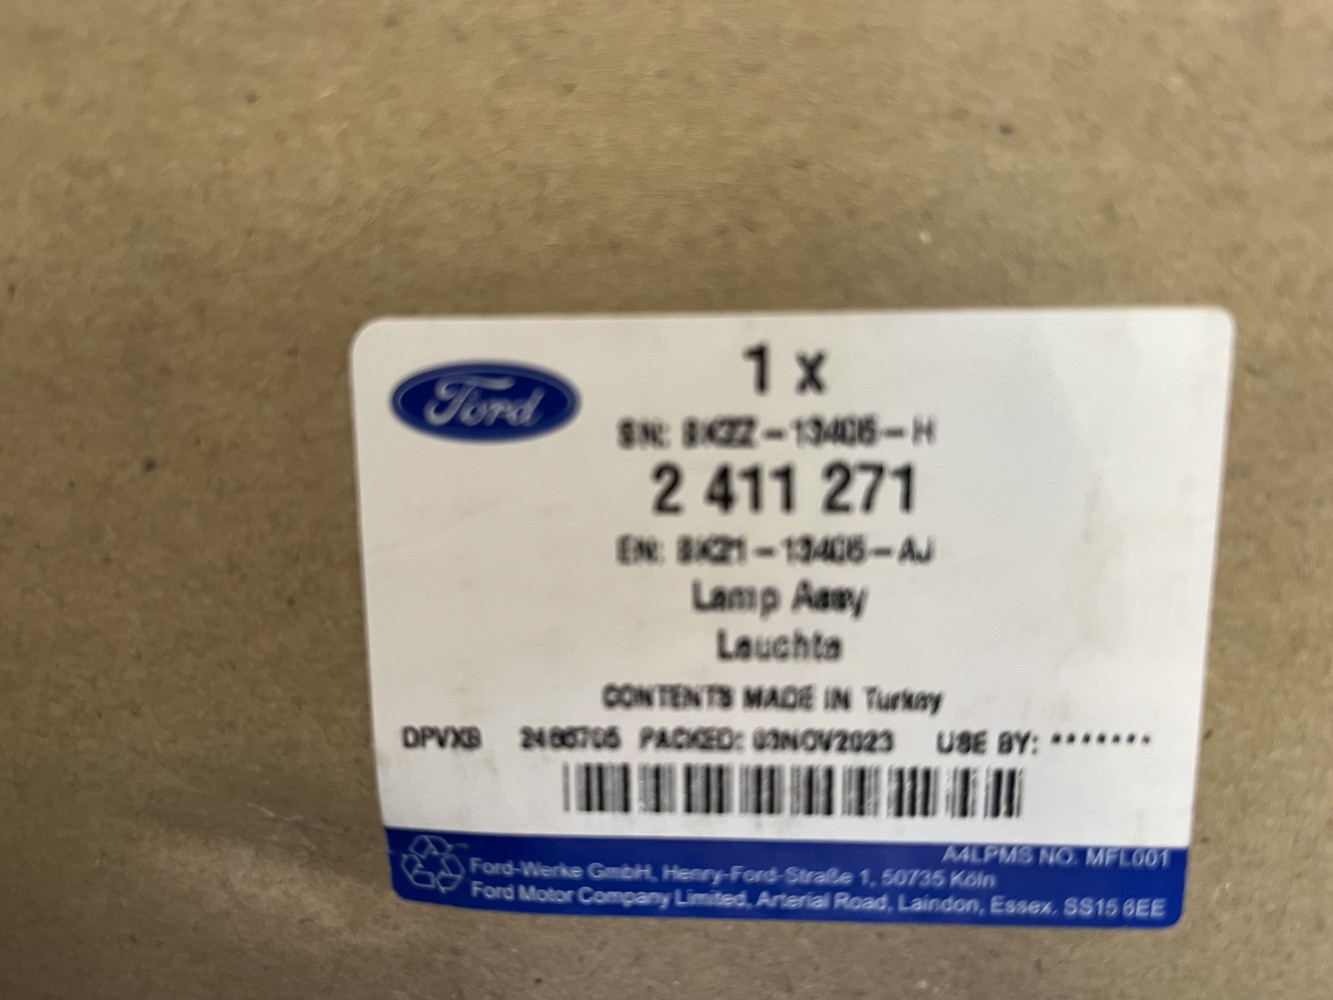 Ford
1 x
SN: BK2Z-13405-H
2 411 271
EN: BK21-13405-AJ
Lamp Assy
Leuchte
CONTENTS MADE IN Turkey
DPVXS PACKED: 03NOV2023 USE BY: *******
A4LPMS NO. MFL001
Ford-Werke GmbH, Henry-Ford-Straße 1, 50735 Köln
Ford Motor Company Limited, Arterial Road, Laindon, Essex. SS15 6EE